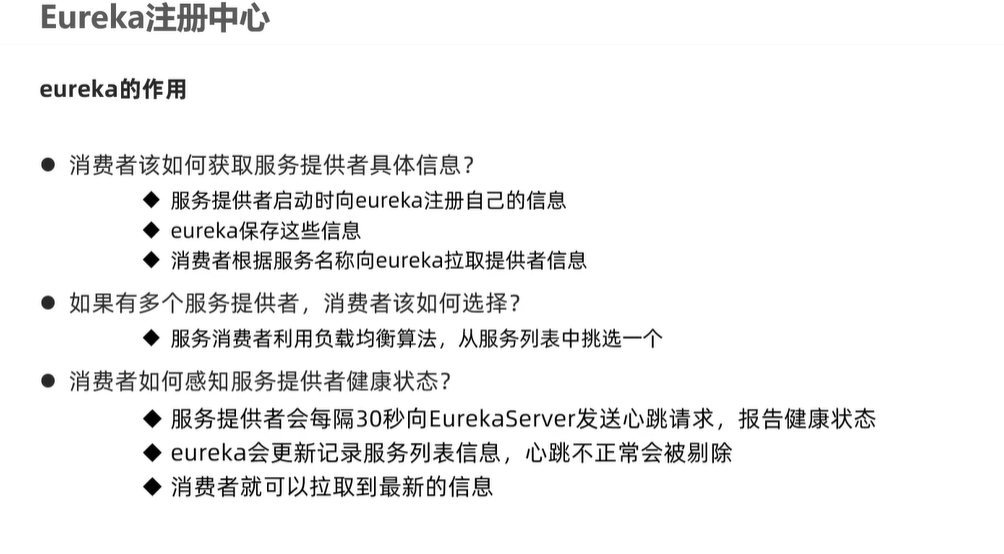 Eureka注册中心
eureka的作用
● 消费者该如何获取服务提供者具体信息？
◆ 服务提供者启动时向eureka注册自己的信息
◆ eureka保存这些信息
◆ 消费者根据服务名称向eureka拉取提供者信息
● 如果有多个服务提供者，消费者该如何选择？
◆ 服务消费者利用负载均衡算法，从服务列表中挑选一个
● 消费者如何感知服务提供者健康状态？
◆ 服务提供者会每隔30秒向EurekaServer发送心跳请求，报告健康状态
◆ eureka会更新记录服务列表信息，心跳不正常会被剔除
◆ 消费者就可以拉取到最新的信息